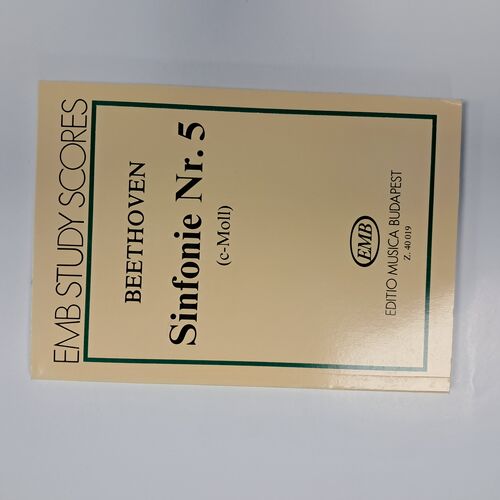 EMB STUDY SCORES
BEETHOVEN
Sinfonie Nr. 5
(c-Moll)
EMB
EDITIO MUSICA BUDAPEST
Z. 40 019